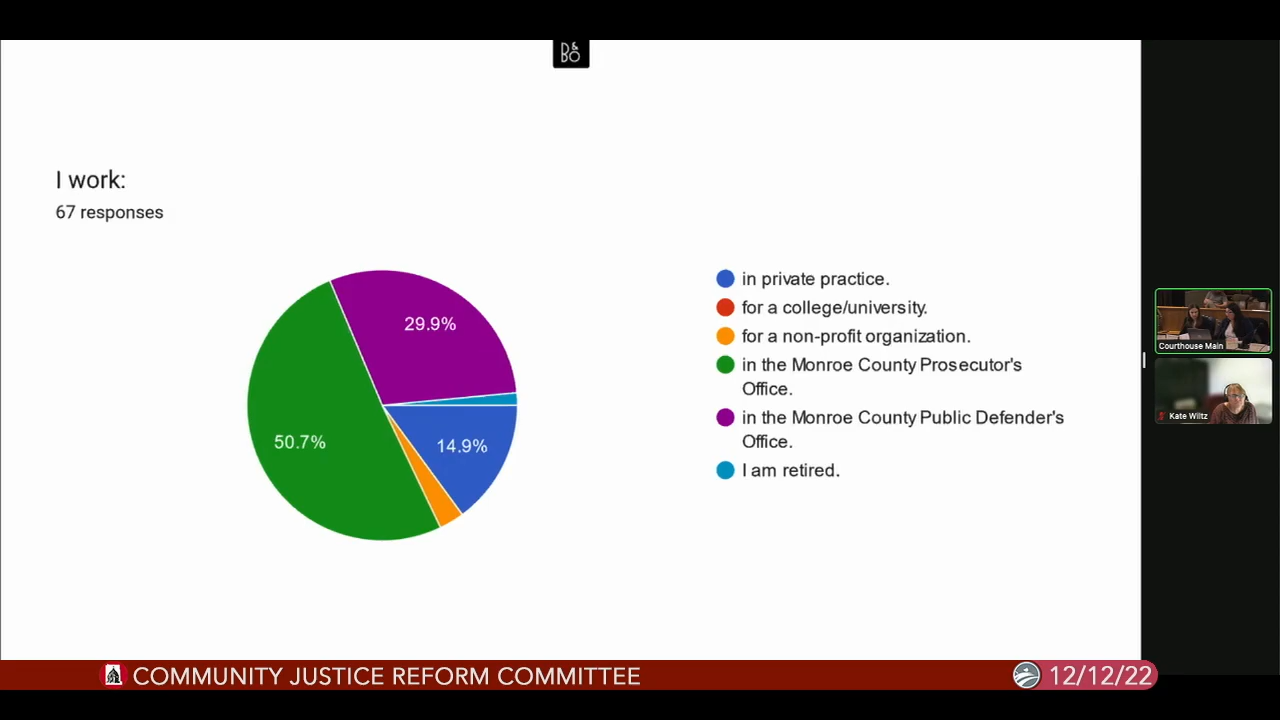 D&
BO
I work:
67 responses
29.9%
50.7%
14.9%
in private practice.
for a college/university.
for a non-profit organization.
in the Monroe County Prosecutor's
Office.
in the Monroe County Public Defender's
Office.
I am retired.
Courthouse Main
Kate Wiltz
COMMUNITY JUSTICE REFORM COMMITTEE
12/12/22